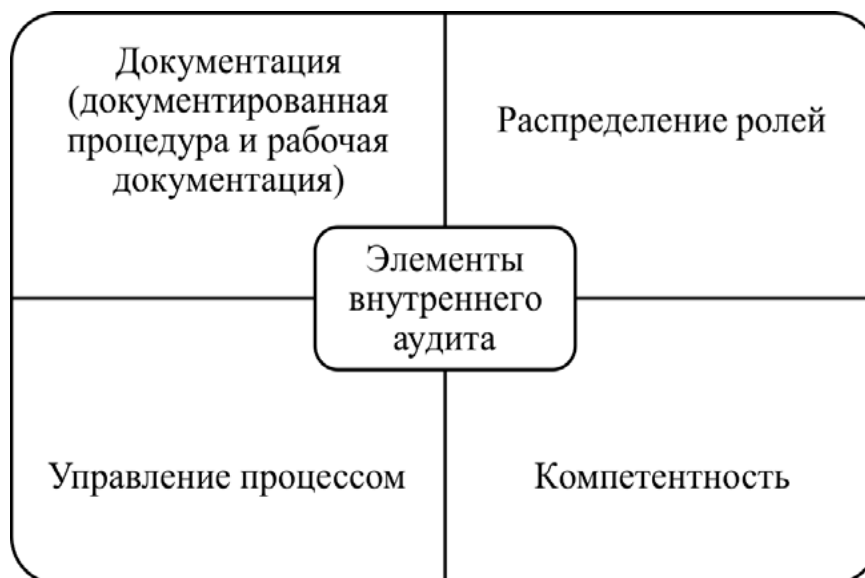 Документация
(документированная
процедура и рабочая
документация)
Распределение ролей
Элементы
внутреннего
аудита
Управление процессом
Компетентность